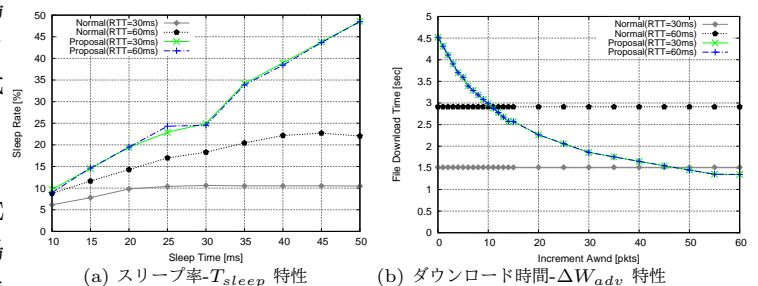 Normal(RTT=30ms)
Normal(RTT=60ms)
Proposal(RTT=30ms)
Proposal(RTT=60ms)
50
45
40
35
30
25
20
15
10
5
0
Sleep Rate [%]
10 15 20 25 30 35 40 45 50
Sleep Time [ms]
(a) スリープ率-T_{sleep} 特性
Normal(RTT=30ms)
Normal(RTT=60ms)
Proposal(RTT=30ms)
Proposal(RTT=60ms)
5
4.5
4
3.5
3
2.5
2
1.5
1
0.5
0
File Download Time [sec]
0 10 20 30 40 50 60
Increment Awnd [pkts]
(b) ダウンロード時間-ΔW_{adv} 特性